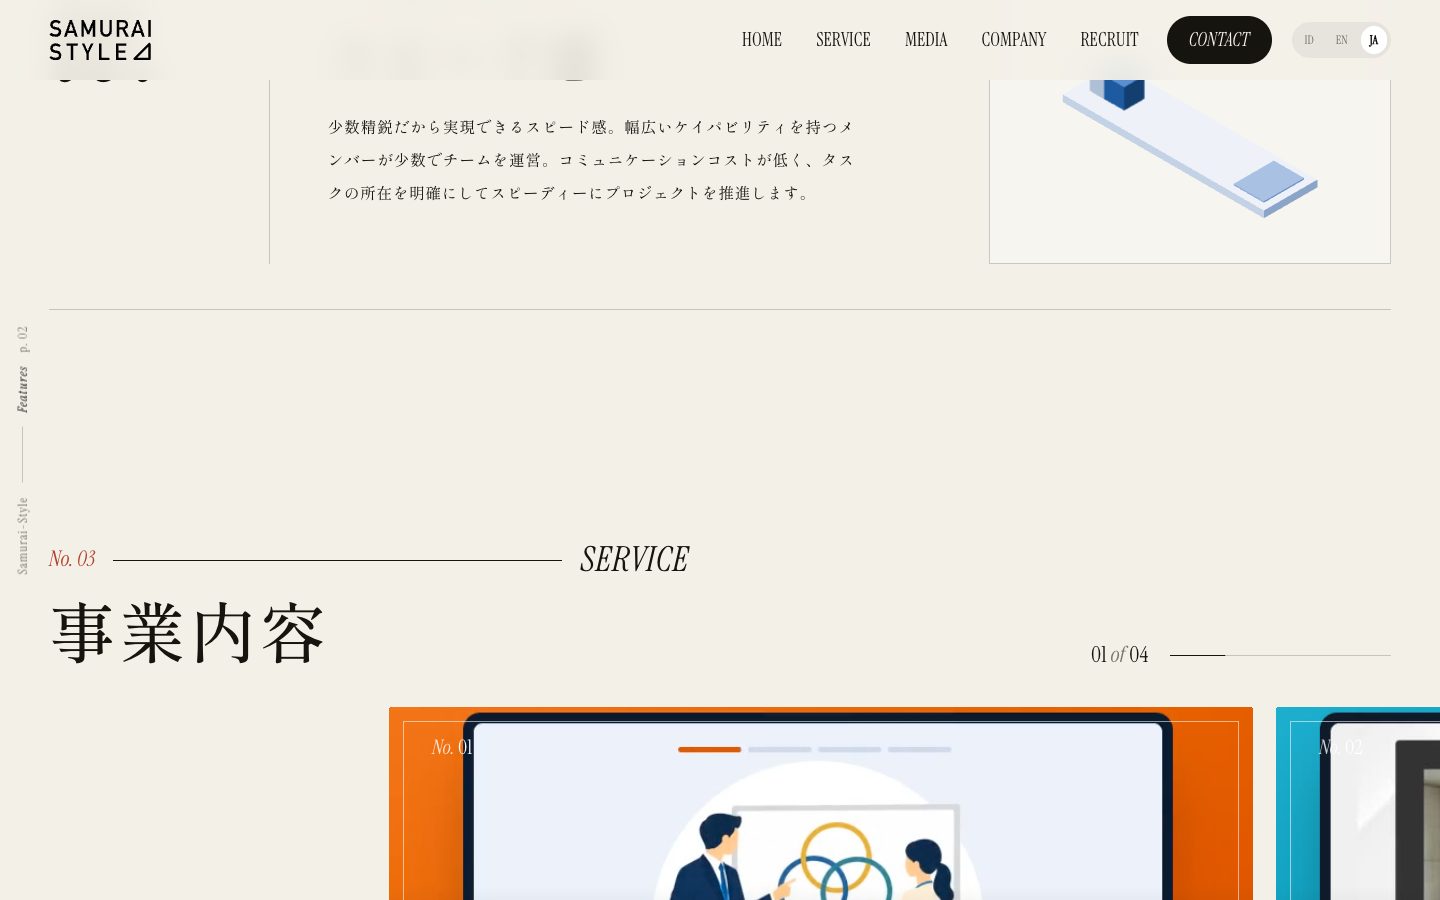 SAMURAI
STYLE
HOME SERVICE MEDIA COMPANY RECRUIT CONTACT ID EN JA
少数精鋭だから実現できるスピード感。幅広いケイパビリティを持つメ
ンバーが少数でチームを運営。コミュニケーションコストが低く、タス
クの所在を明確にしてスピーディーにプロジェクトを推進します。
Samurai-Style Features p. 02
No. 03 SERVICE
事業内容
01 of 04
No. 01
No. 02